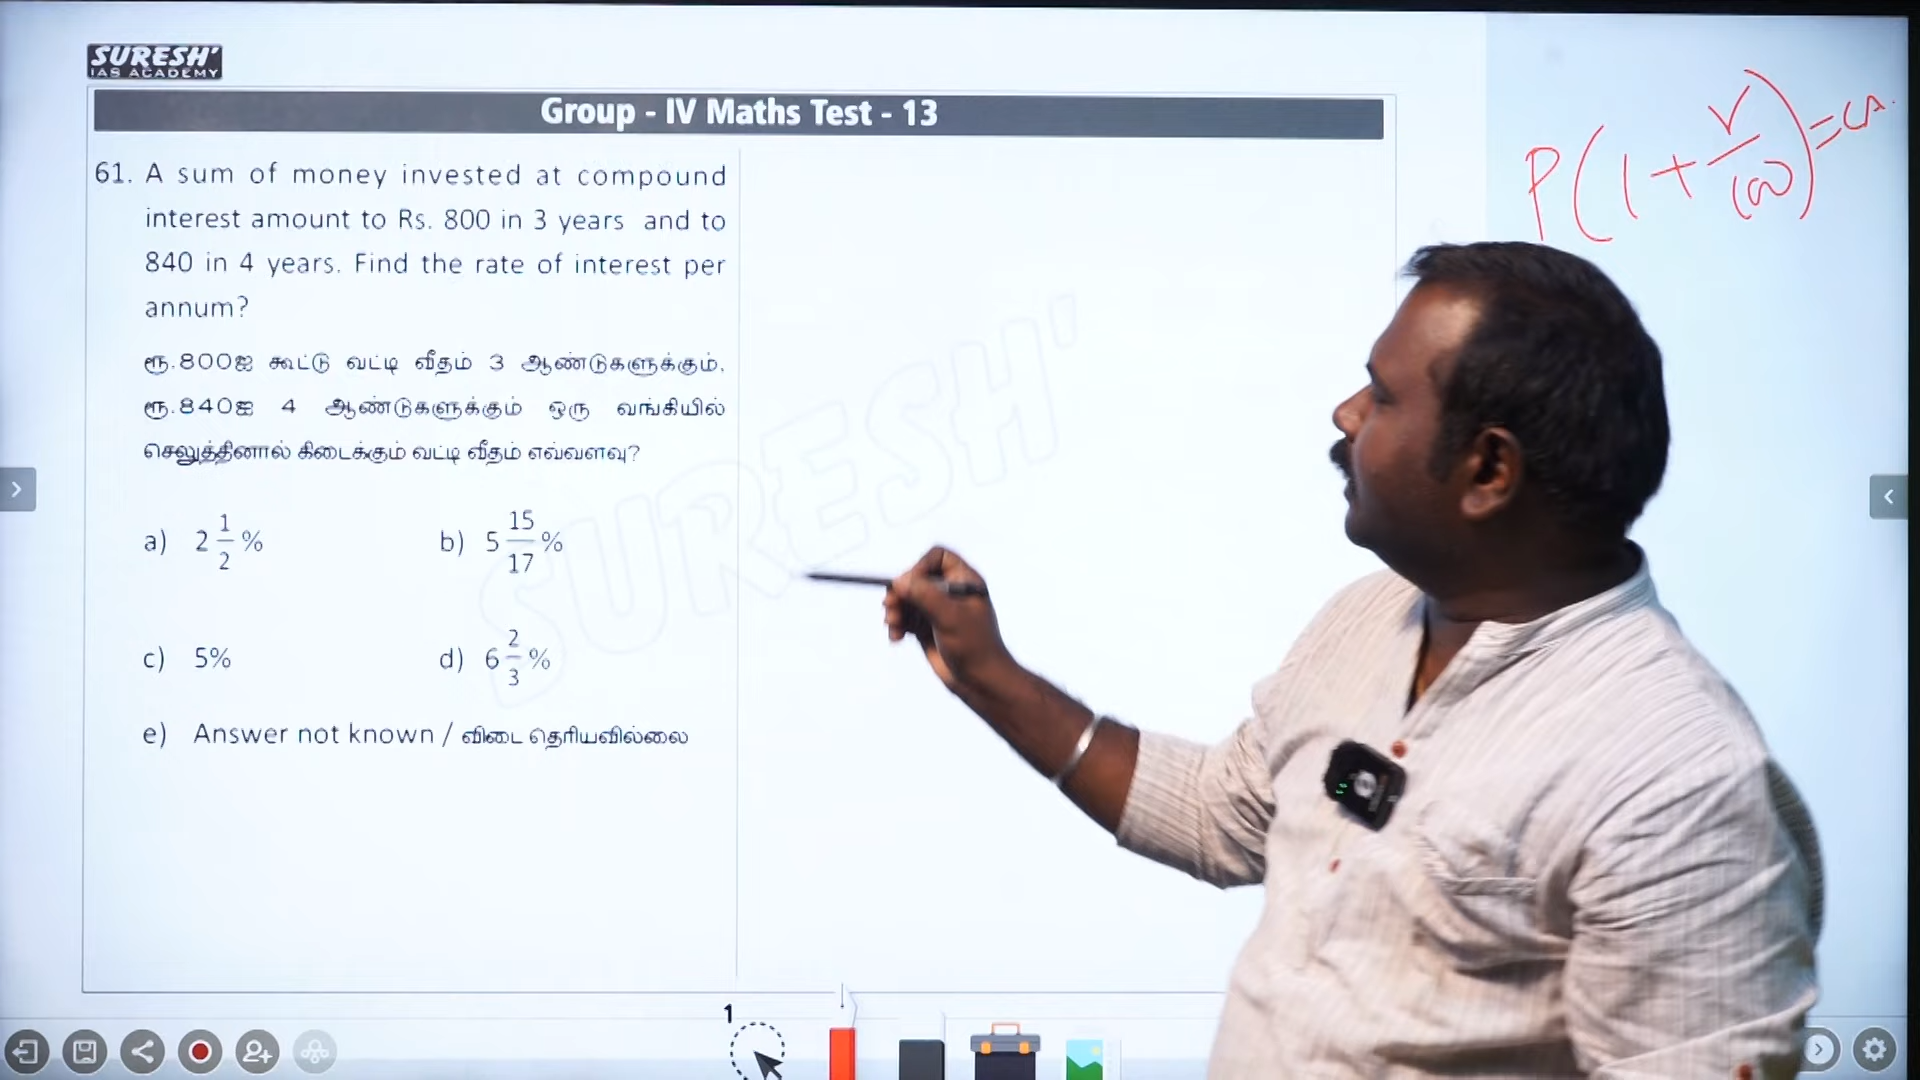 SURESH'
IAS ACADEMY
Group - IV Maths Test - 13
P(1 + r/100) = CA.
61. A sum of money invested at compound
interest amount to Rs. 800 in 3 years and to
840 in 4 years. Find the rate of interest per
annum?
ரூ.800ஐ கூட்டு வட்டி வீதம் 3 ஆண்டுகளுக்கும்,
ரூ.840ஐ 4 ஆண்டுகளுக்கும் ஒரு வங்கியில்
செலுத்தினால் கிடைக்கும் வட்டி வீதம் எவ்வளவு?
a) 2 1/2 % b) 5 15/17 %
c) 5% d) 6 2/3 %
e) Answer not known / விடை தெரியவில்லை
SURESH'
1